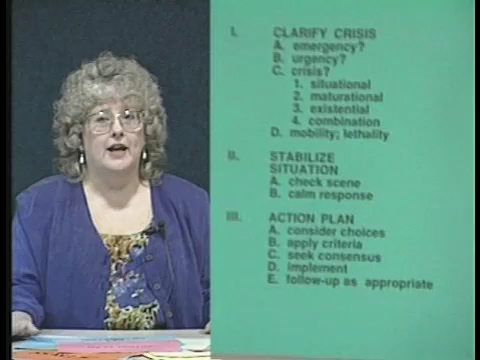 I. CLARIFY CRISIS
A. emergency?
B. urgency?
C. crisis?
1. situational
2. maturational
3. existential
4. combination
D. mobility; lethality
II. STABILIZE
SITUATION
A. check scene
B. calm response
III. ACTION PLAN
A. consider choices
B. apply criteria
C. seek consensus
D. implement
E. follow-up as appropriate